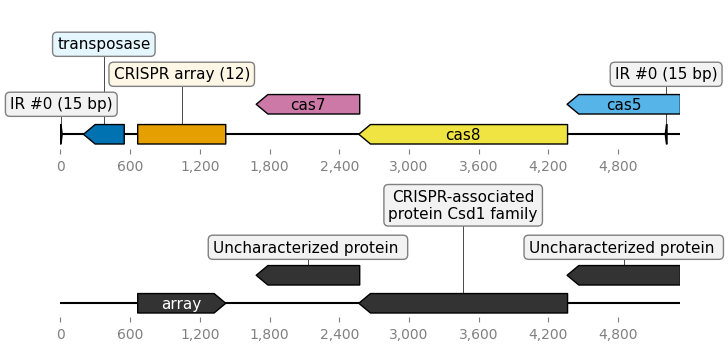 transposase
CRISPR array (12)
IR #0 (15 bp)
IR #0 (15 bp)
cas7
cas5
cas8
0 600 1,200 1,800 2,400 3,000 3,600 4,200 4,800
CRISPR-associated
protein Csd1 family
Uncharacterized protein
Uncharacterized protein
array
0 600 1,200 1,800 2,400 3,000 3,600 4,200 4,800